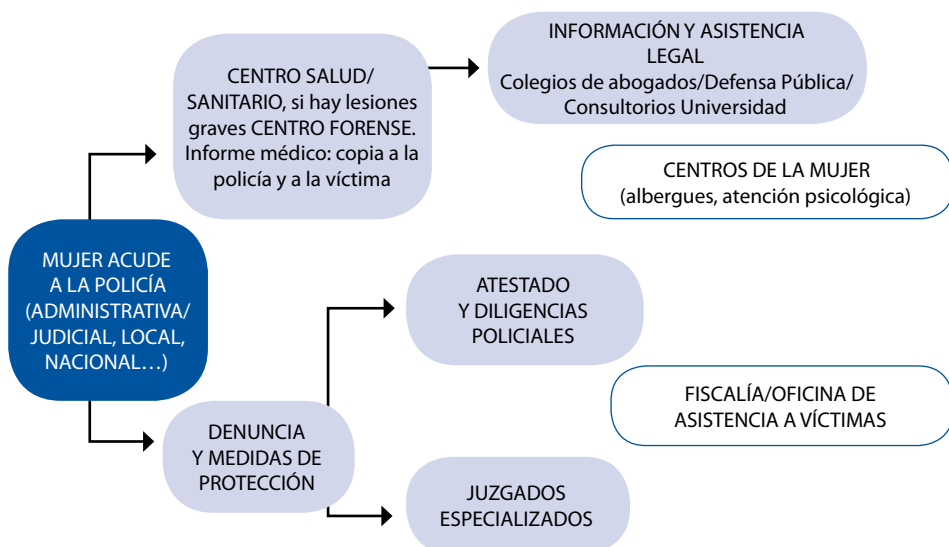 INFORMACIÓN Y ASISTENCIA
LEGAL
Colegios de abogados/Defensa Pública/
Consultorios Universidad
CENTRO SALUD/
SANITARIO, si hay lesiones
graves CENTRO FORENSE.
Informe médico: copia a la
policía y a la víctima
CENTROS DE LA MUJER
(albergues, atención psicológica)
MUJER ACUDE
A LA POLICÍA
(ADMINISTRATIVA/
JUDICIAL, LOCAL,
NACIONAL…)
ATESTADO
Y DILIGENCIAS
POLICIALES
FISCALÍA/OFICINA DE
ASISTENCIA A VÍCTIMAS
DENUNCIA
Y MEDIDAS DE
PROTECCIÓN
JUZGADOS
ESPECIALIZADOS